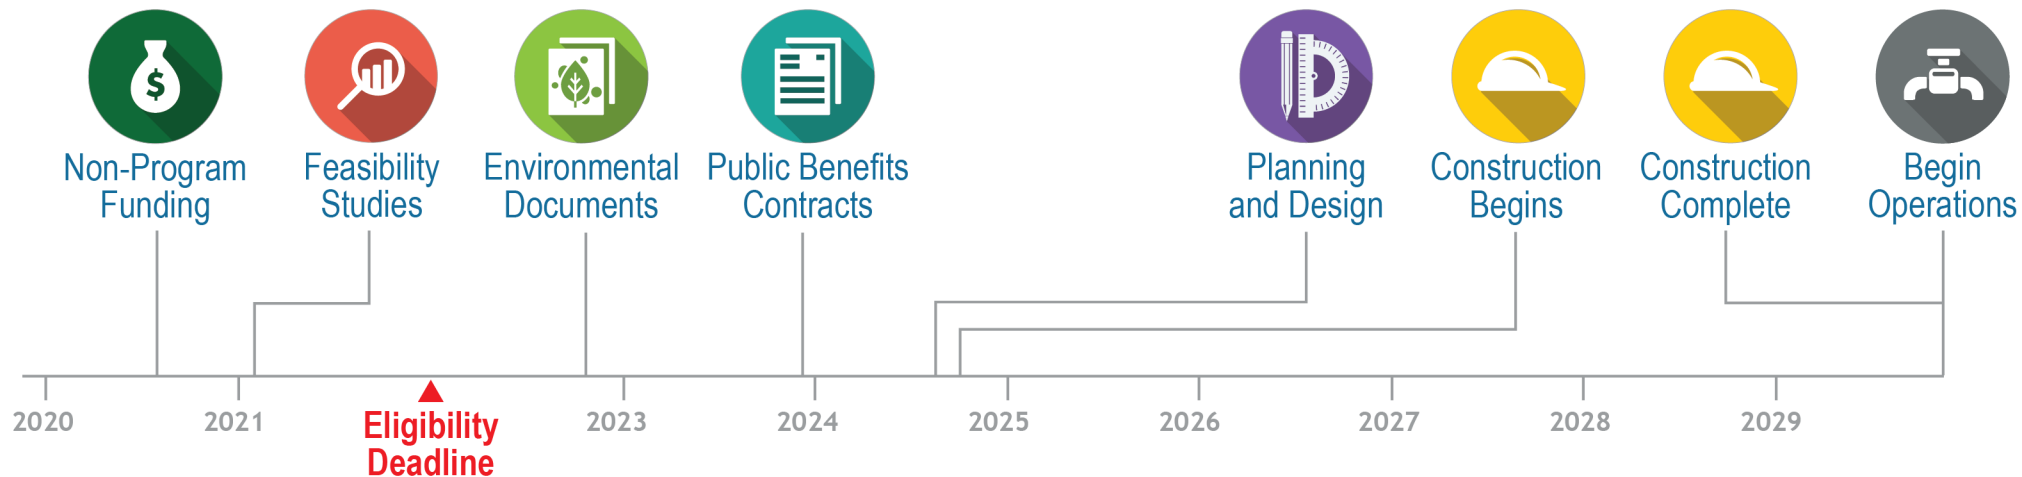 $
Non-Program
Funding
Feasibility
Studies
Environmental
Documents
Public Benefits
Contracts
Planning
and Design
Construction
Begins
Construction
Complete
Begin
Operations
2020
2021
Eligibility
Deadline
2023
2024
2025
2026
2027
2028
2029